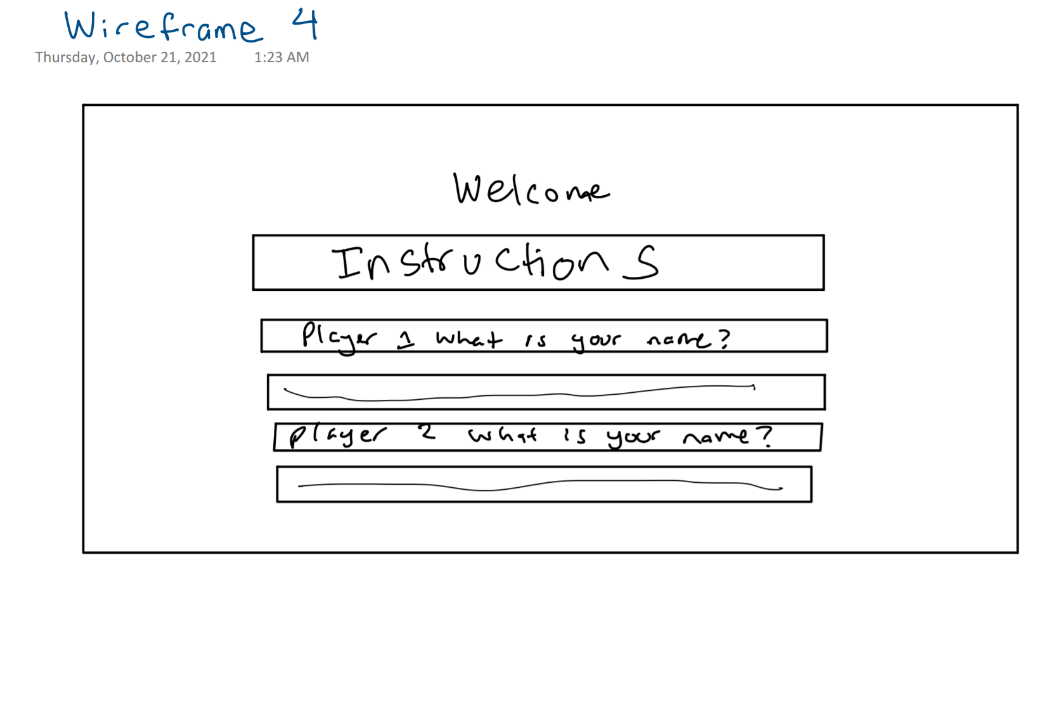 Wireframe 4
Thursday, October 21, 2021 1:23 AM
Welcome
Instructions
Player 1 what is your name?
Player 2 what is your name?